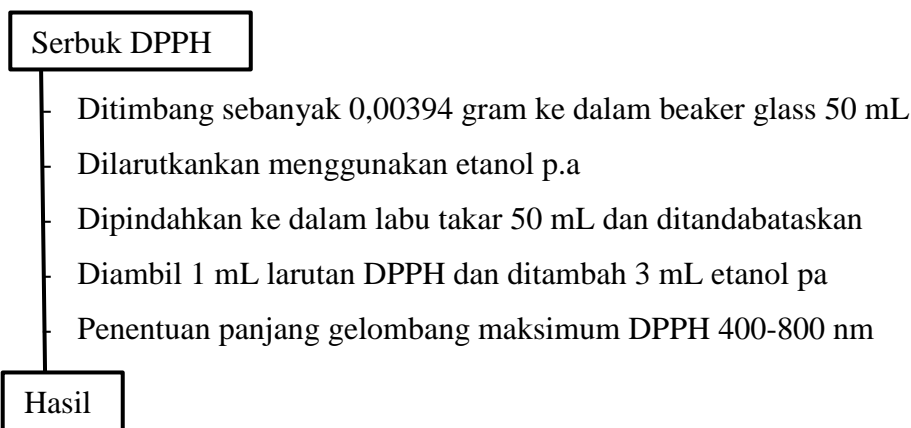 Serbuk DPPH
- Ditimbang sebanyak 0,00394 gram ke dalam beaker glass 50 mL
- Dilarutkankan menggunakan etanol p.a
- Dipindahkan ke dalam labu takar 50 mL dan ditandabataskan
- Diambil 1 mL larutan DPPH dan ditambah 3 mL etanol pa
- Penentuan panjang gelombang maksimum DPPH 400-800 nm
Hasil